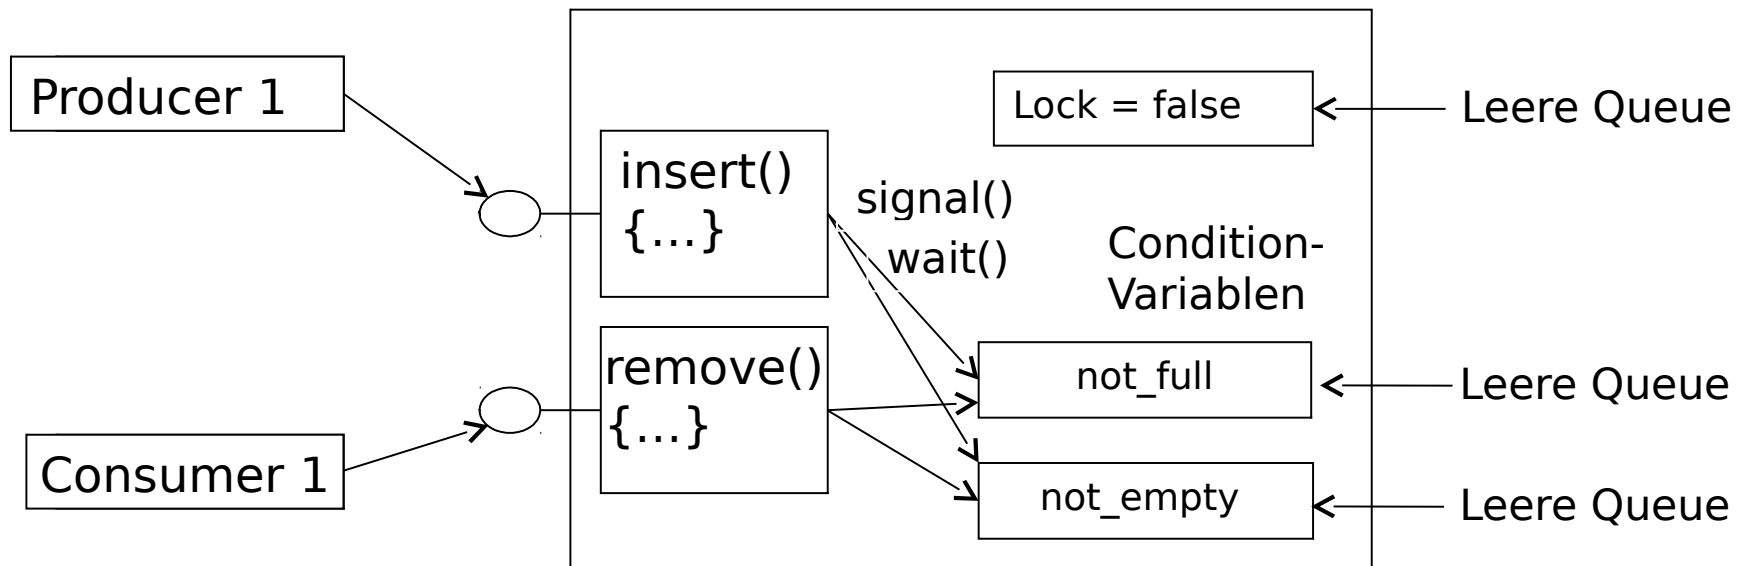 Producer 1
Lock = false
Leere Queue
insert()
{...}
signal()
wait()
Condition-
Variablen
remove()
{...}
not_full
Leere Queue
Consumer 1
not_empty
Leere Queue